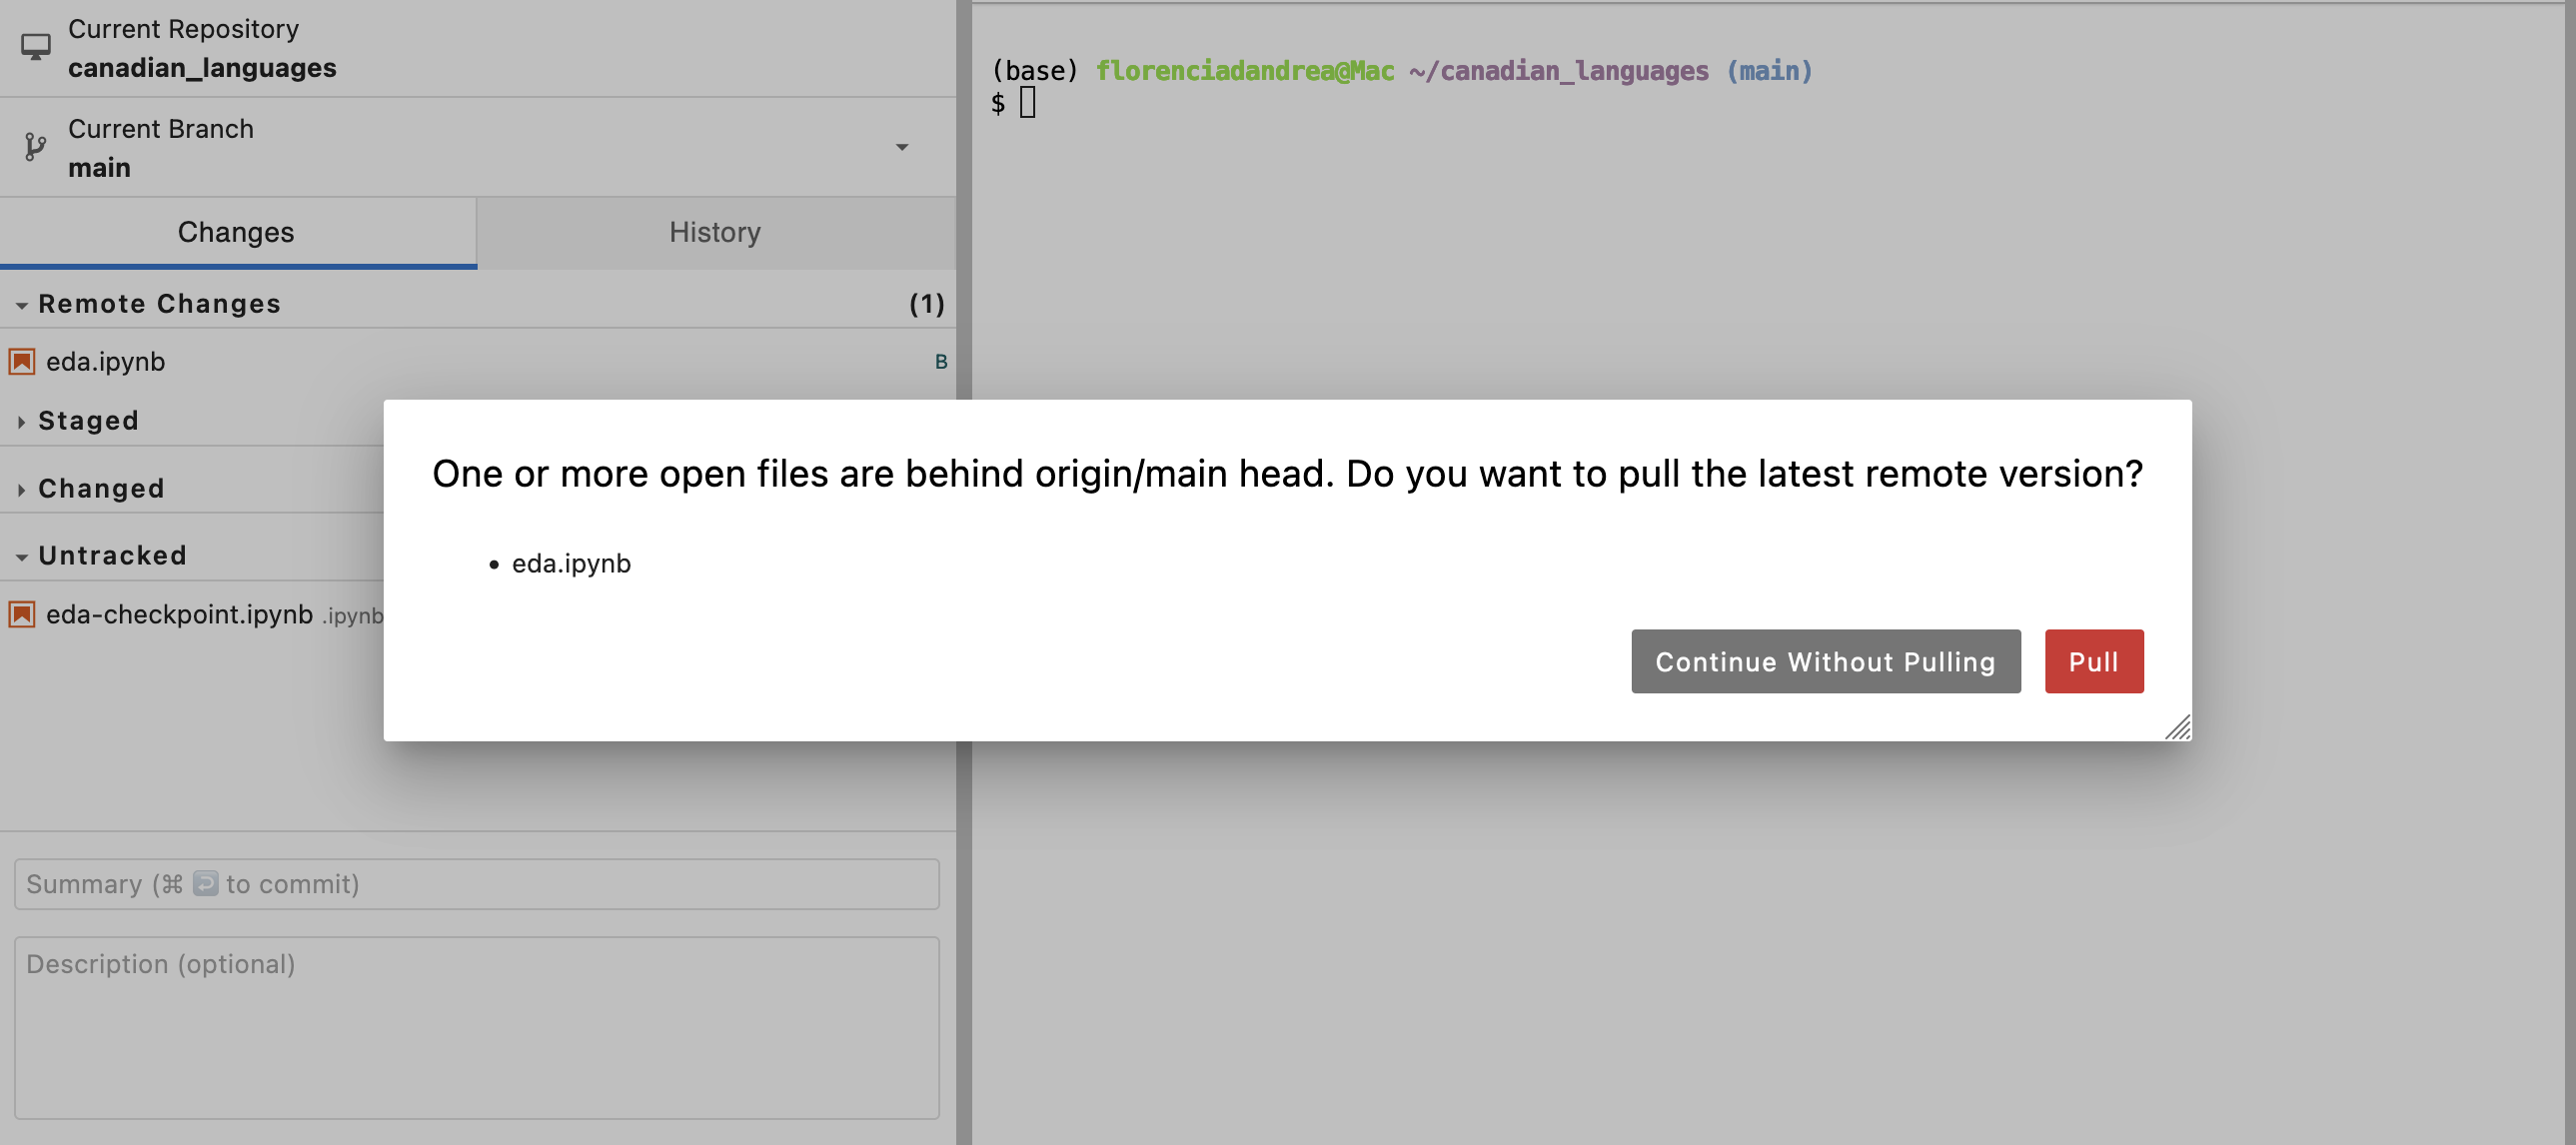 Current Repository
canadian_languages
Current Branch
main
Changes
History
Remote Changes (1)
eda.ipynb B
Staged
Changed
Untracked
eda-checkpoint.ipynb .ipynb
Summary (⌘ to commit)
Description (optional)
(base) florenciadandrea@Mac ~/canadian_languages (main)
$
One or more open files are behind origin/main head. Do you want to pull the latest remote version?
• eda.ipynb
Continue Without Pulling
Pull